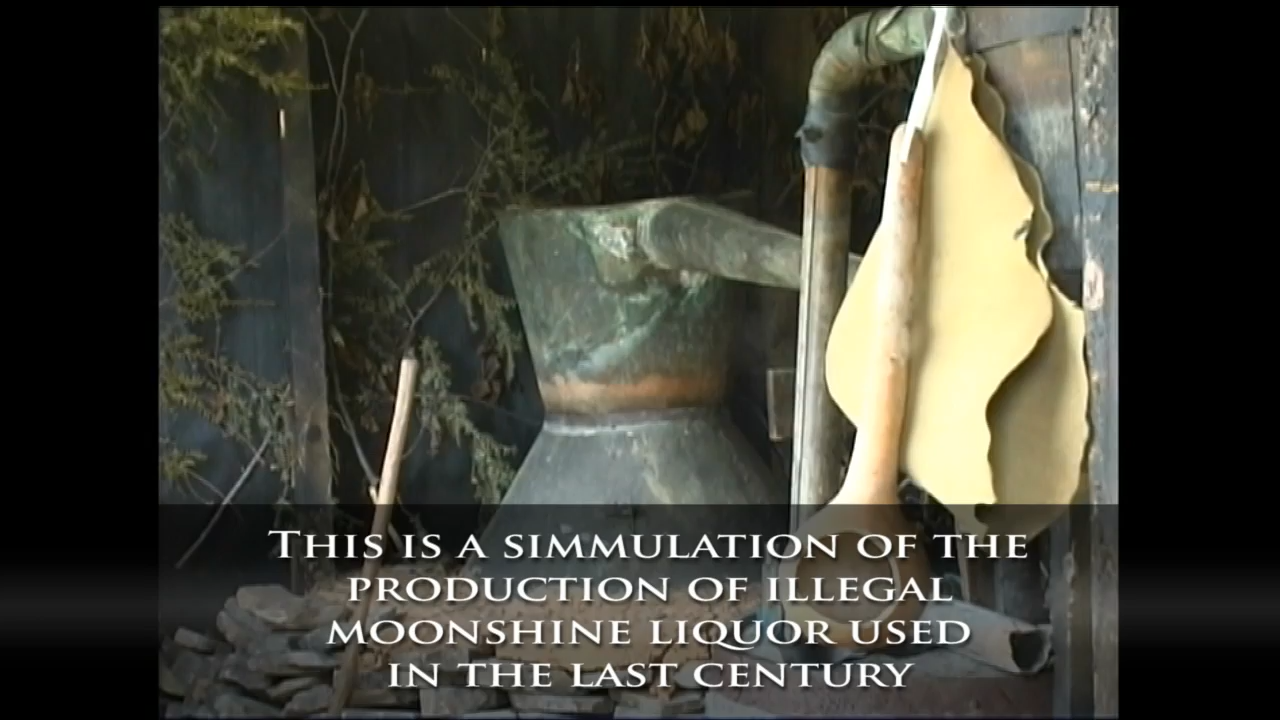 THIS IS A SIMMULATION OF THE
PRODUCTION OF ILLEGAL
MOONSHINE LIQUOR USED
IN THE LAST CENTURY